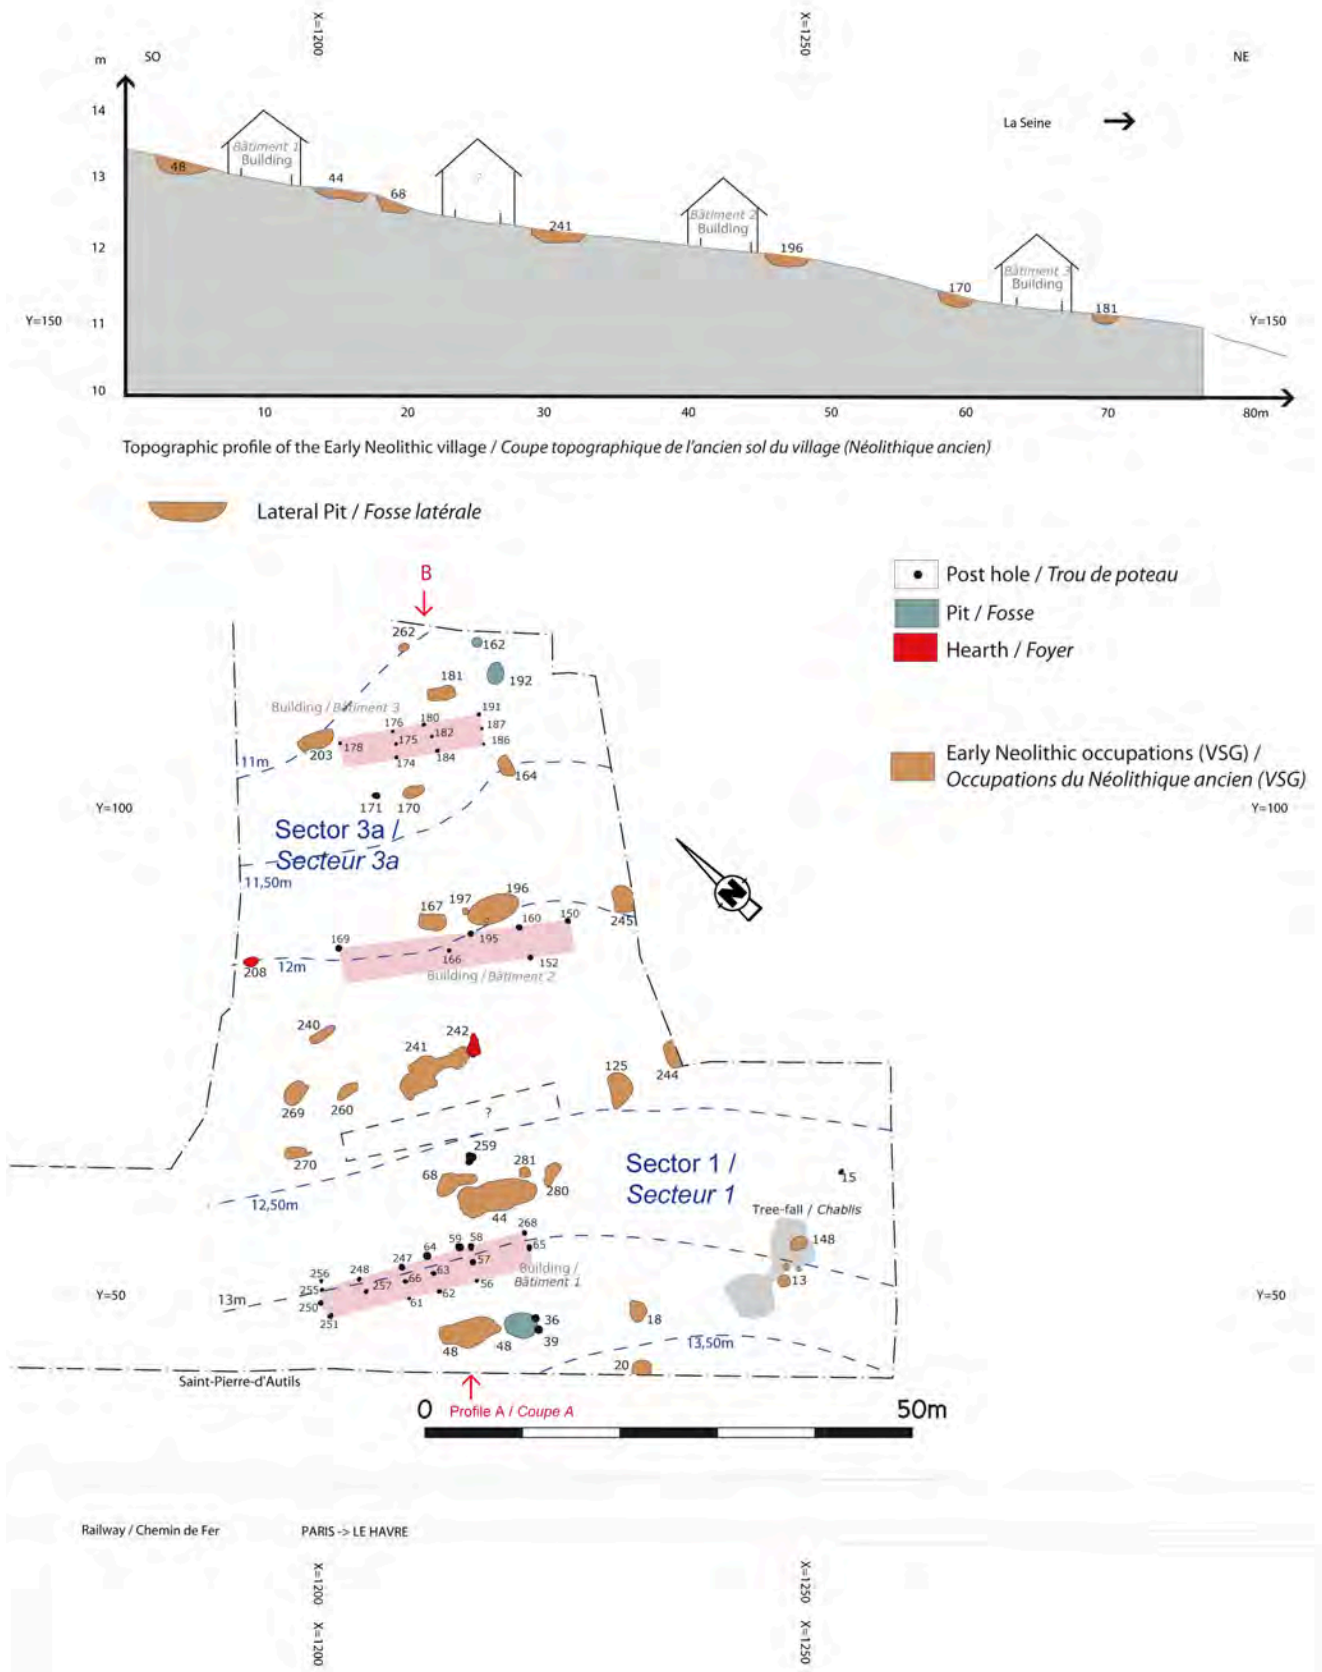 X=1200
X=1250
m
SO
NE
14
13
12
11
10
La Seine
Bâtiment 1
Building
?
Bâtiment 2
Building
Bâtiment 3
Building
48
44
68
241
196
170
181
Y=150
Y=150
10
20
30
40
50
60
70
80m
Topographic profile of the Early Neolithic village / Coupe topographique de l'ancien sol du village (Néolithique ancien)
Lateral Pit / Fosse latérale
Post hole / Trou de poteau
Pit / Fosse
Hearth / Foyer
Early Neolithic occupations (VSG) /
Occupations du Néolithique ancien (VSG)
B
262
162
181
192
Building / Bâtiment 3
191
176
180
187
182
178
175
186
203
174
184
11m
164
171
170
Y=100
Y=100
Sector 3a /
Secteur 3a
11,50m
N
167
197
196
245
160
150
169
195
208
12m
166
152
Building / Bâtiment 2
240
241
242
125
244
269
260
?
270
259
281
68
280
44
12,50m
Sector 1 /
Secteur 1
15
Tree-fall / Chablis
148
13
268
64
59
58
65
247
57
Building /
Bâtiment 1
256
248
63
255
257
66
56
250
61
62
251
13m
Y=50
Y=50
36
48
48
39
18
13,50m
20
Saint-Pierre-d'Autils
0
Profile A / Coupe A
50m
Railway / Chemin de Fer
PARIS -> LE HAVRE
X=1200
X=1250
X=1200
X=1250